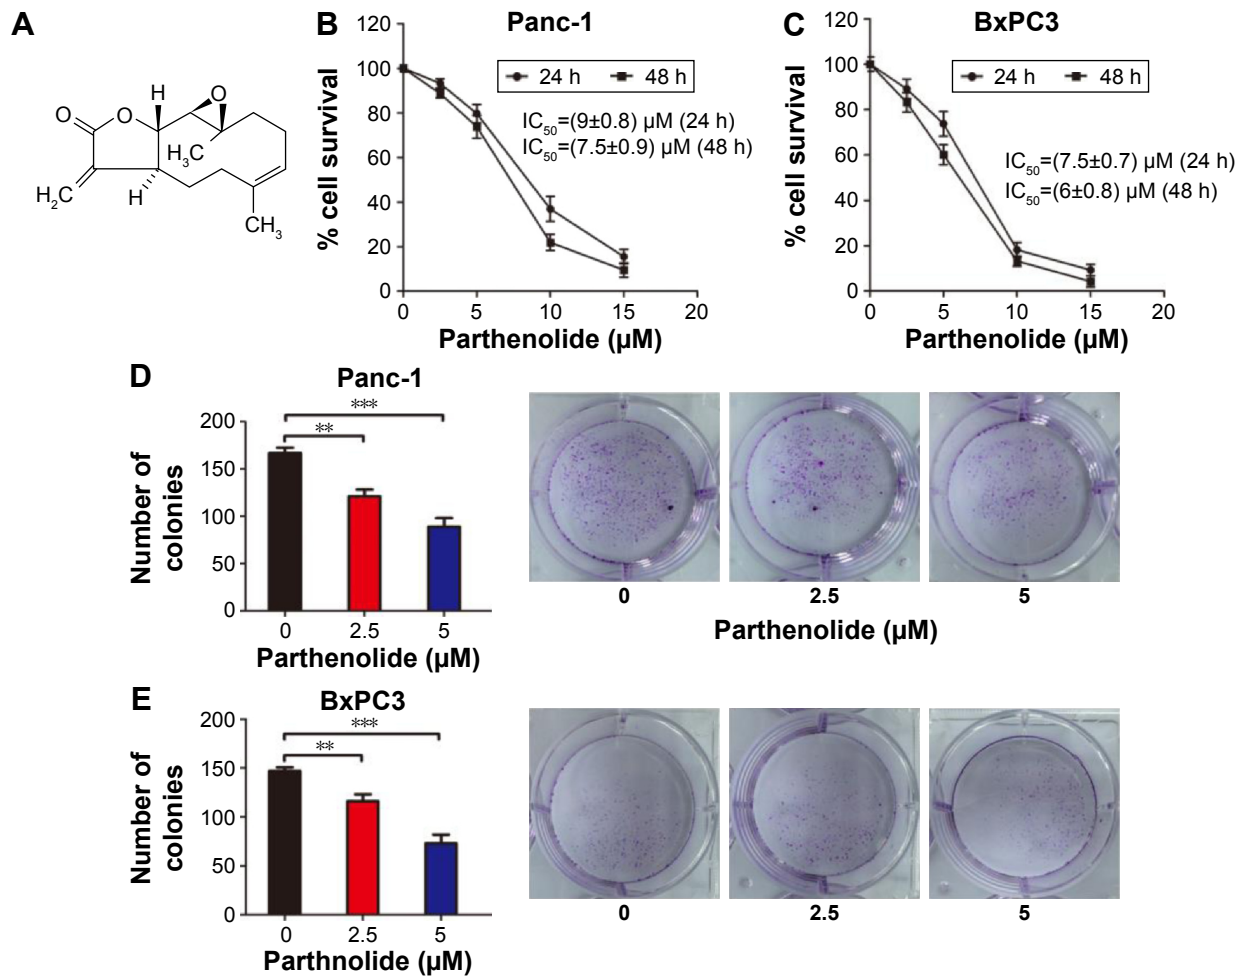 A
O
O
H
O
H₃C
H₂C
H
CH₃
B
Panc-1
% cell survival
120
100
80
60
40
20
0
24 h
48 h
IC₅₀=(9±0.8) µM (24 h)
IC₅₀=(7.5±0.9) µM (48 h)
0 5 10 15 20
Parthenolide (µM)
C
BxPC3
% cell survival
120
100
80
60
40
20
0
24 h
48 h
IC₅₀=(7.5±0.7) µM (24 h)
IC₅₀=(6±0.8) µM (48 h)
0 5 10 15 20
Parthenolide (µM)
D
Panc-1
Number of
colonies
200
150
100
50
0
***
**
0 2.5 5
Parthenolide (µM)
0 2.5 5
Parthenolide (µM)
E
BxPC3
Number of
colonies
200
150
100
50
0
***
**
0 2.5 5
Parthnolide (µM)
0 2.5 5